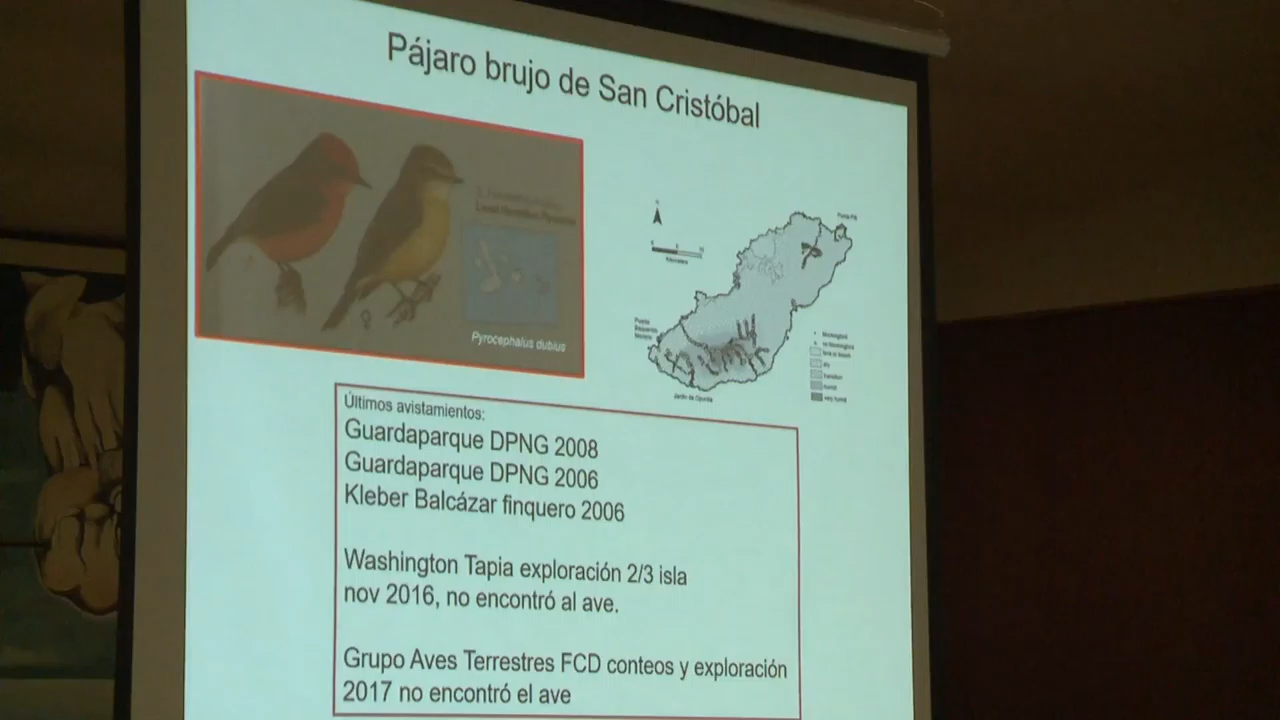 Pájaro brujo de San Cristóbal
Pyrocephalus dubius
Últimos avistamientos:
Guardaparque DPNG 2008
Guardaparque DPNG 2006
Kleber Balcázar finquero 2006
Washington Tapia exploración 2/3 isla
nov 2016, no encontró al ave.
Grupo Aves Terrestres FCD conteos y exploración
2017 no encontró el ave